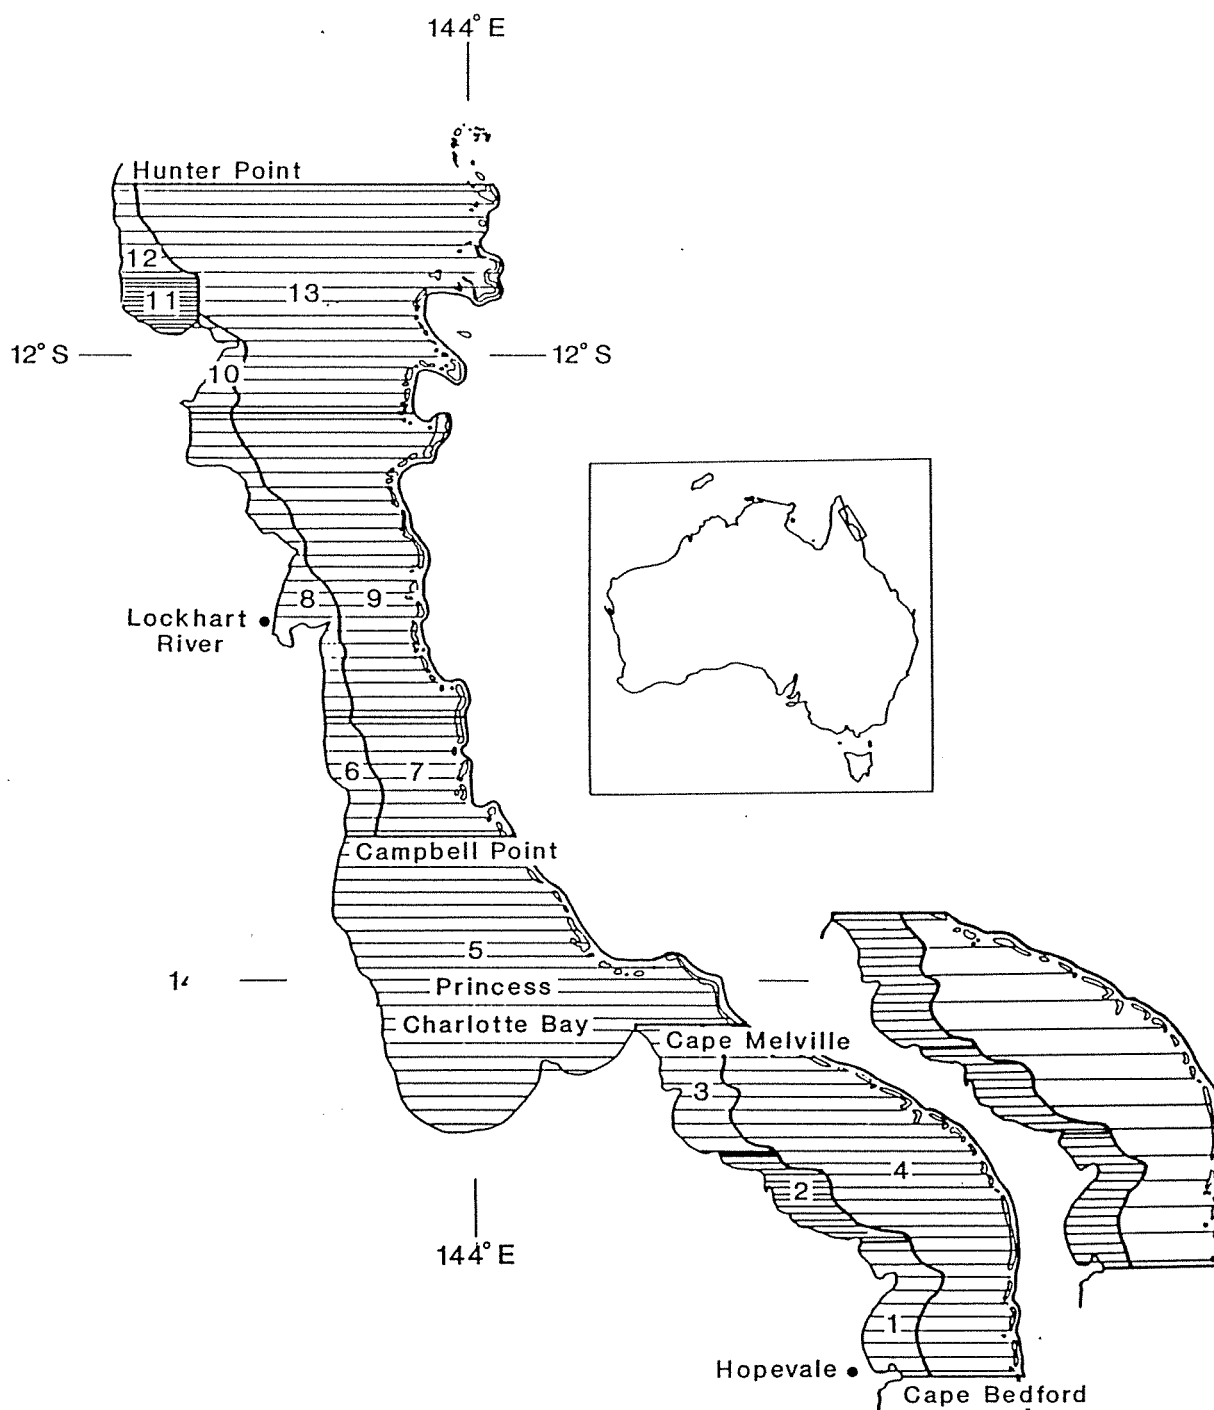 144° E
Hunter Point
12
11
13
12° S
12° S
10
8
9
Lockhart
River
6
7
Campbell Point
5
Princess
Charlotte Bay
Cape Melville
3
4
2
144° E
1
Hopevale
Cape Bedford